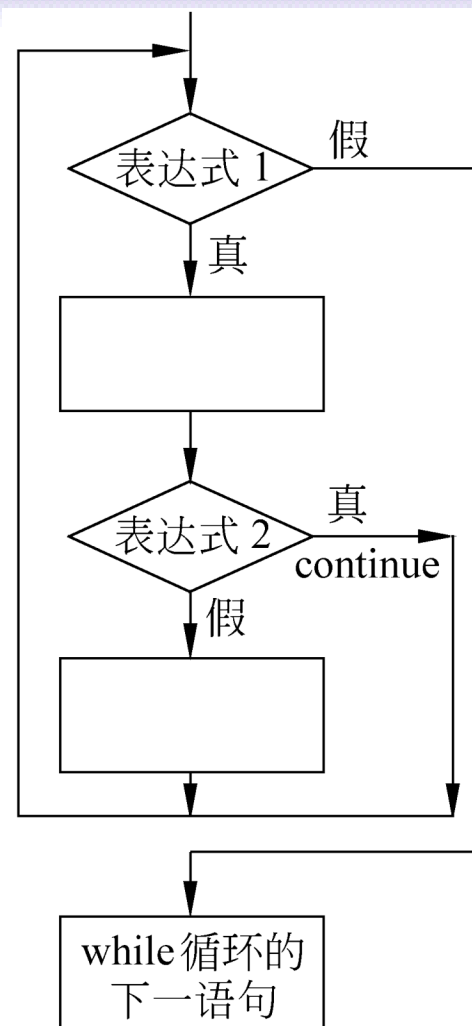 假
表达式 1
真
真
表达式 2
continue
假
while循环的
下一语句